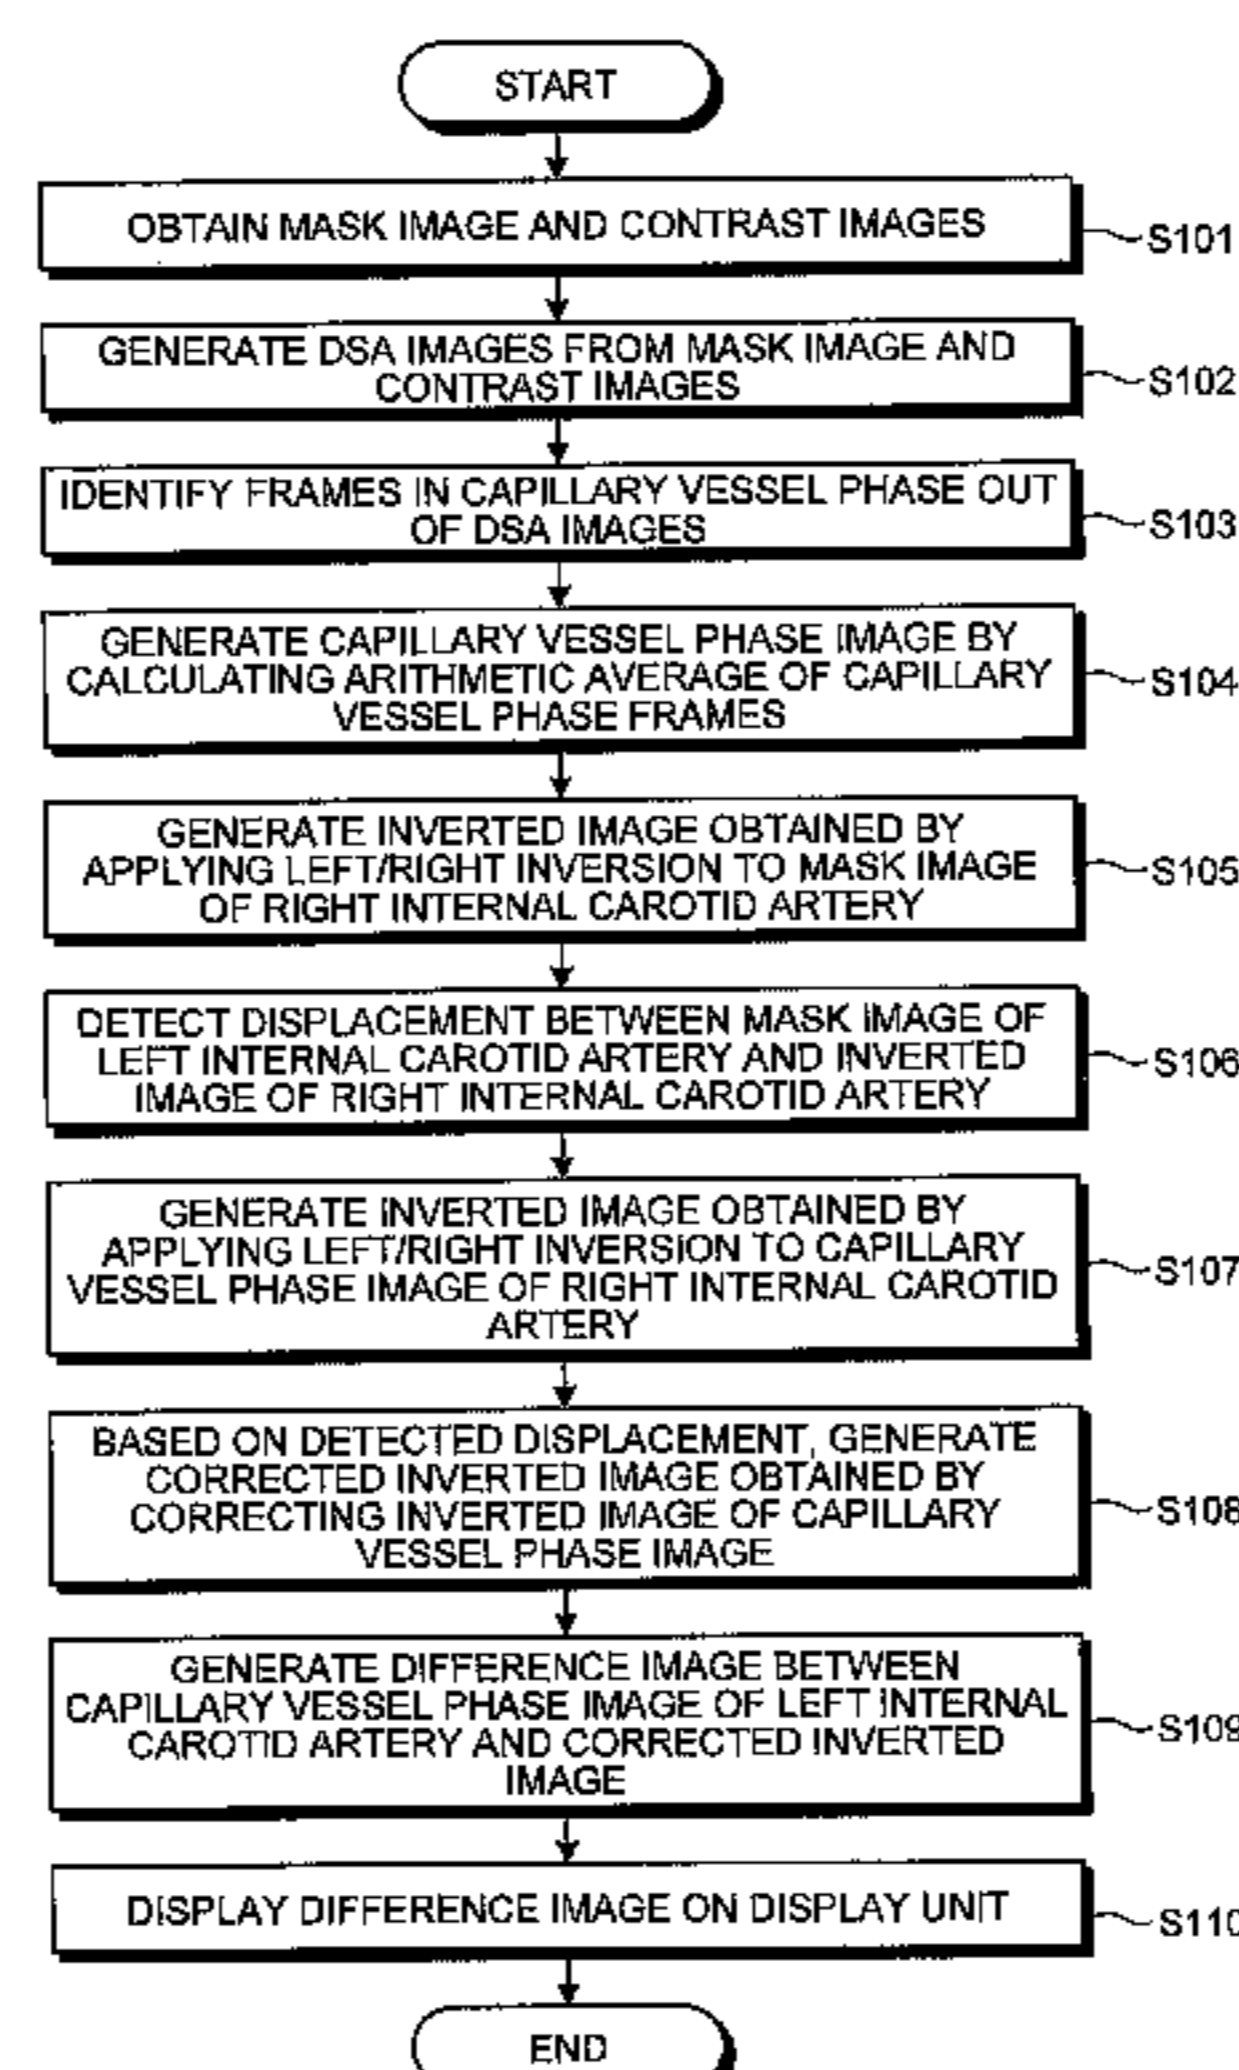 START
OBTAIN MASK IMAGE AND CONTRAST IMAGES
S101
GENERATE DSA IMAGES FROM MASK IMAGE AND
CONTRAST IMAGES
S102
IDENTIFY FRAMES IN CAPILLARY VESSEL PHASE OUT
OF DSA IMAGES
S103
GENERATE CAPILLARY VESSEL PHASE IMAGE BY
CALCULATING ARITHMETIC AVERAGE OF CAPILLARY
VESSEL PHASE FRAMES
S104
GENERATE INVERTED IMAGE OBTAINED BY
APPLYING LEFT/RIGHT INVERSION TO MASK IMAGE
OF RIGHT INTERNAL CAROTID ARTERY
S105
DETECT DISPLACEMENT BETWEEN MASK IMAGE OF
LEFT INTERNAL CAROTID ARTERY AND INVERTED
IMAGE OF RIGHT INTERNAL CAROTID ARTERY
S106
GENERATE INVERTED IMAGE OBTAINED BY
APPLYING LEFT/RIGHT INVERSION TO CAPILLARY
VESSEL PHASE IMAGE OF RIGHT INTERNAL CAROTID
ARTERY
S107
BASED ON DETECTED DISPLACEMENT, GENERATE
CORRECTED INVERTED IMAGE OBTAINED BY
CORRECTING INVERTED IMAGE OF CAPILLARY
VESSEL PHASE IMAGE
S108
GENERATE DIFFERENCE IMAGE BETWEEN
CAPILLARY VESSEL PHASE IMAGE OF LEFT INTERNAL
CAROTID ARTERY AND CORRECTED INVERTED
IMAGE
S109
DISPLAY DIFFERENCE IMAGE ON DISPLAY UNIT
S110
END